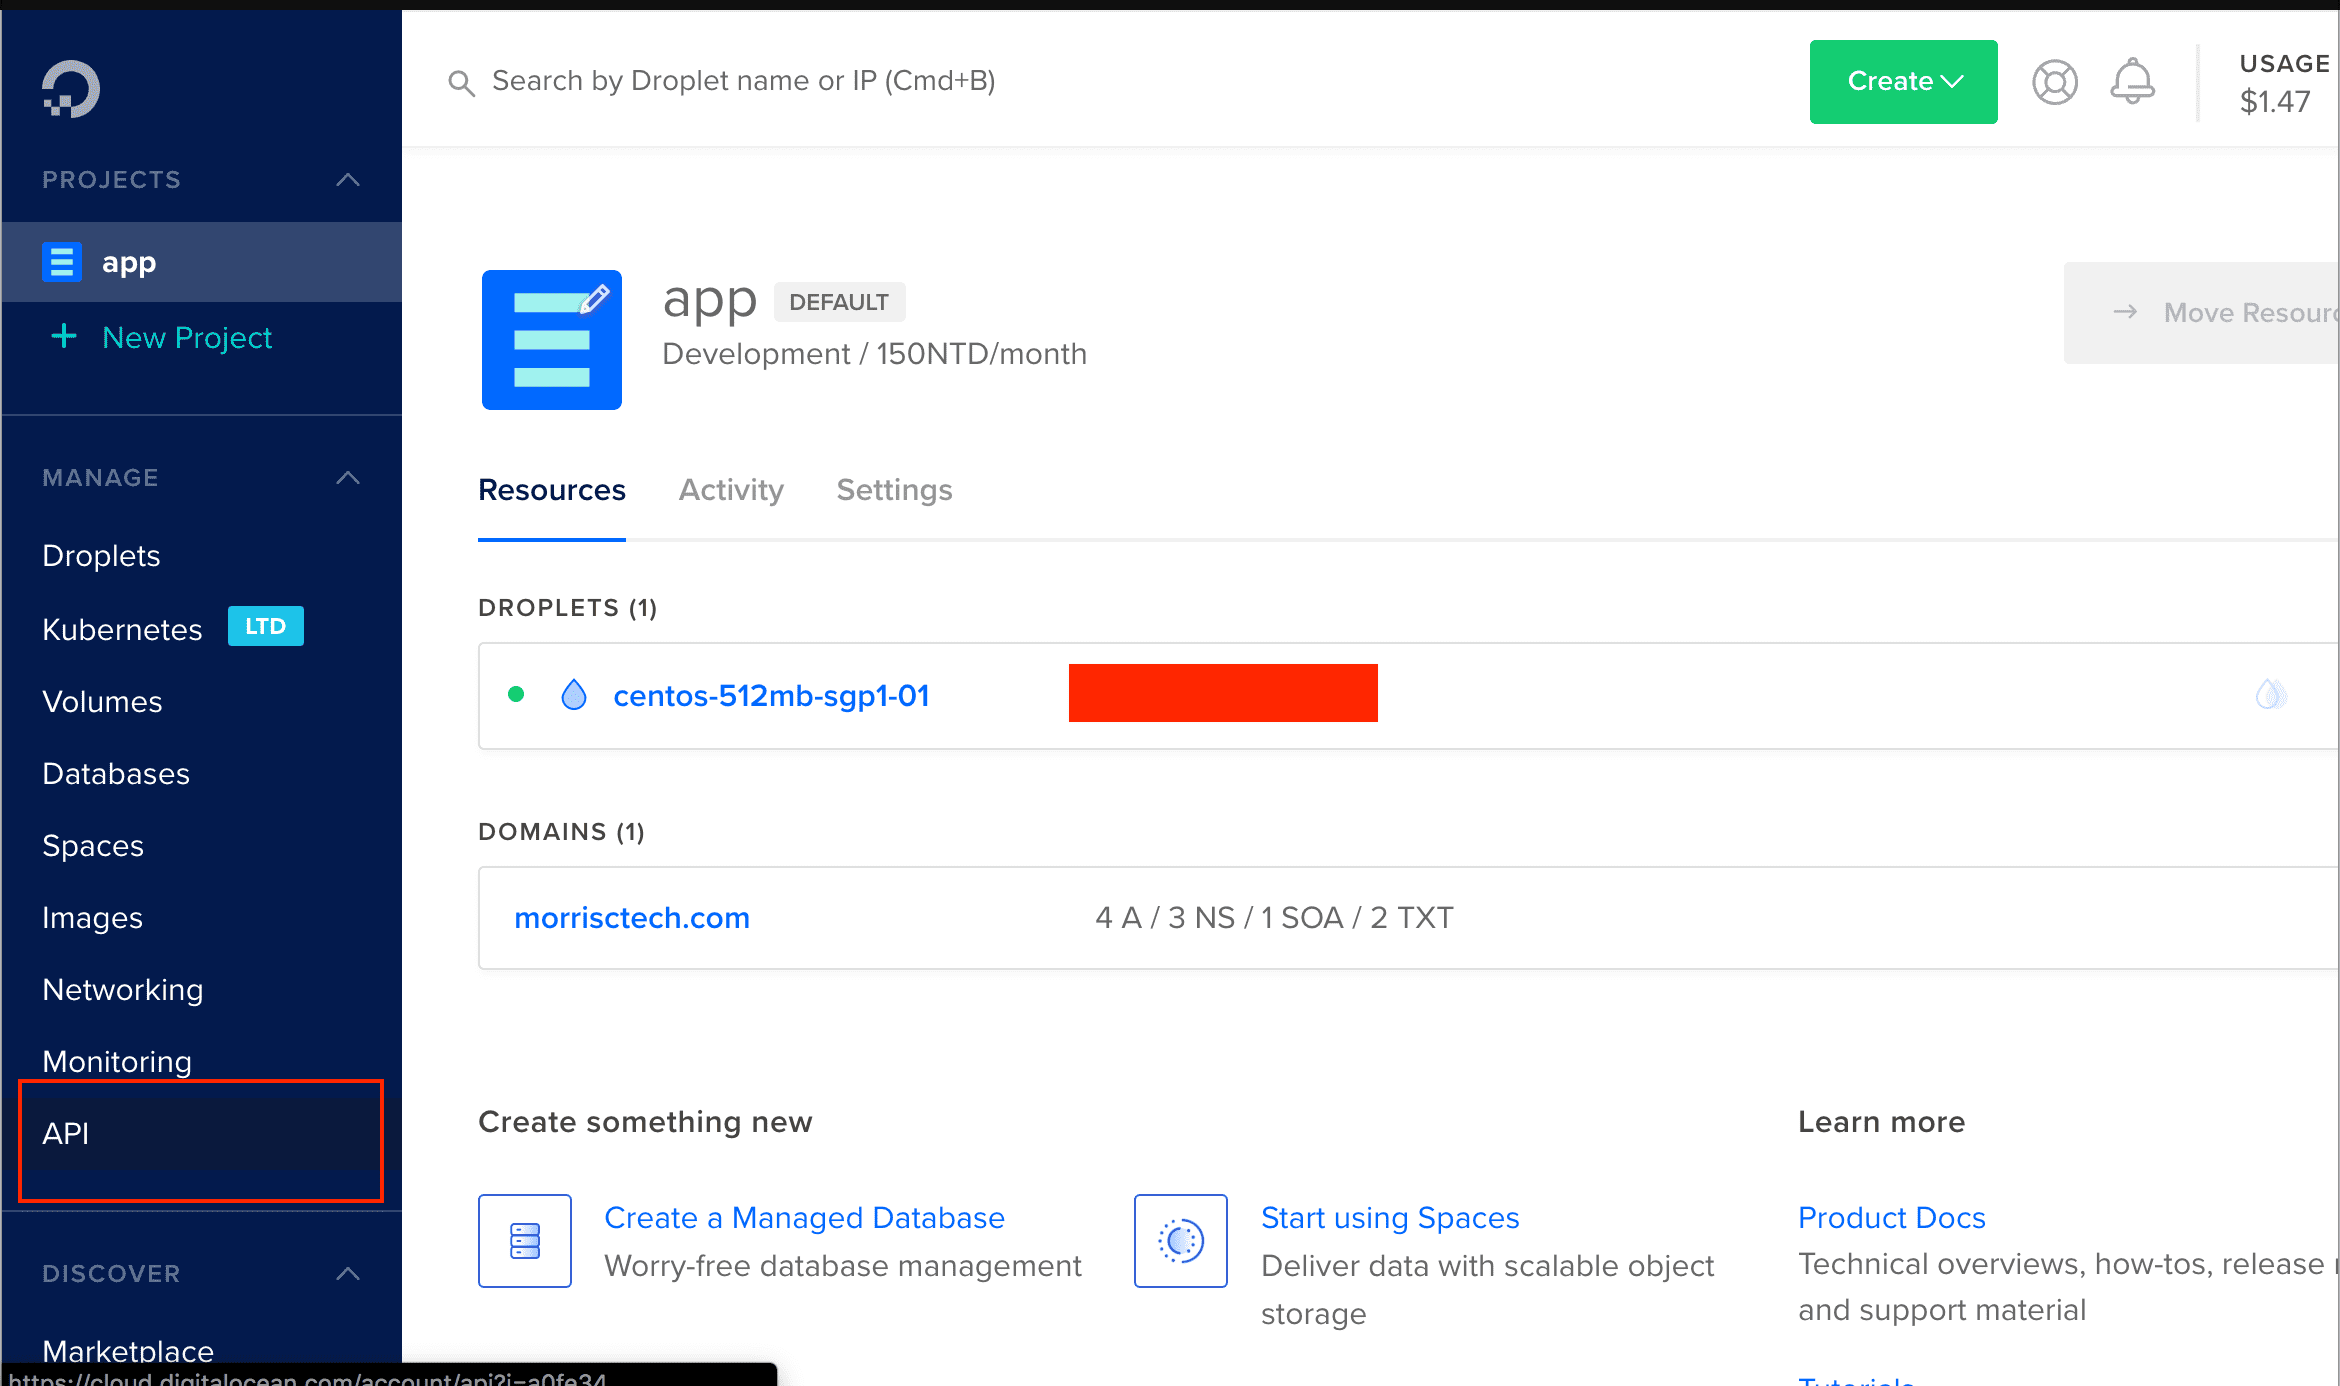 Search by Droplet name or IP (Cmd+B)
Create
USAGE
$1.47
PROJECTS
app
New Project
MANAGE
Droplets
Kubernetes LTD
Volumes
Databases
Spaces
Images
Networking
Monitoring
API
DISCOVER
Marketplace
https://cloud.digitalocean.com/account/api?i=a0fe34
app DEFAULT
Development / 150NTD/month
Move Resourc
Resources Activity Settings
DROPLETS (1)
centos-512mb-sgp1-01
DOMAINS (1)
morrisctech.com 4 A / 3 NS / 1 SOA / 2 TXT
Create something new
Create a Managed Database
Worry-free database management
Start using Spaces
Deliver data with scalable object
storage
Learn more
Product Docs
Technical overviews, how-tos, release
and support material
Tutorials